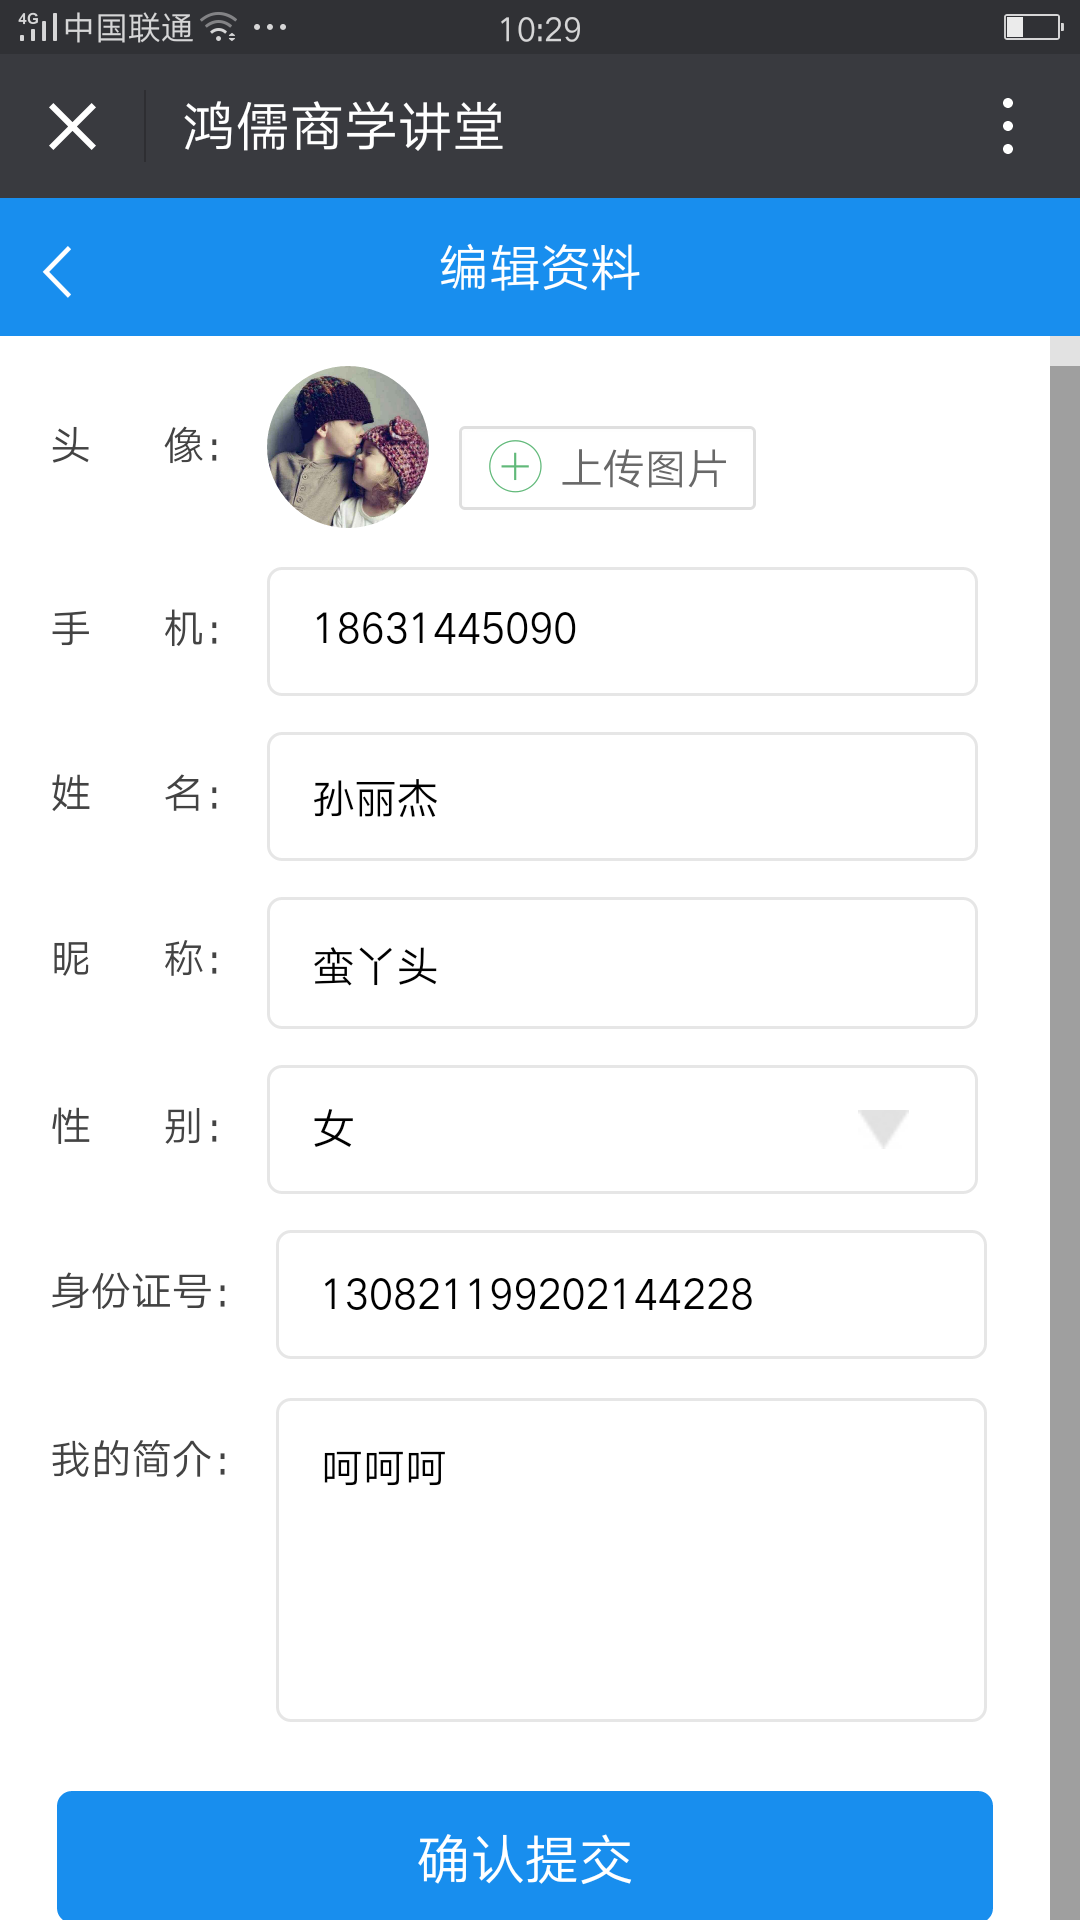 4G 中国联通 ··· 10:29
鸿儒商学讲堂
编辑资料
头 像:
上传图片
手 机: 18631445090
姓 名: 孙丽杰
昵 称: 蛮丫头
性 别: 女
身份证号: 130821199202144228
我的简介: 呵呵呵
确认提交